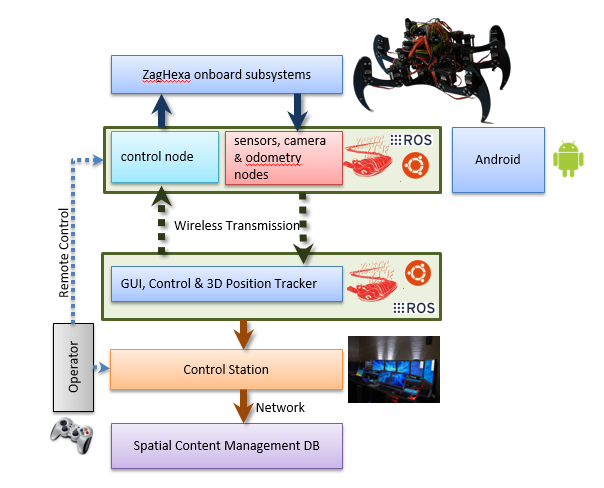 ZagHexa onboard subsystems
control node
sensors, camera
& odometry
nodes
ROS
Android
Wireless Transmission
Remote Control
GUI, Control & 3D Position Tracker
ROS
Operator
Control Station
Network
Spatial Content Management DB